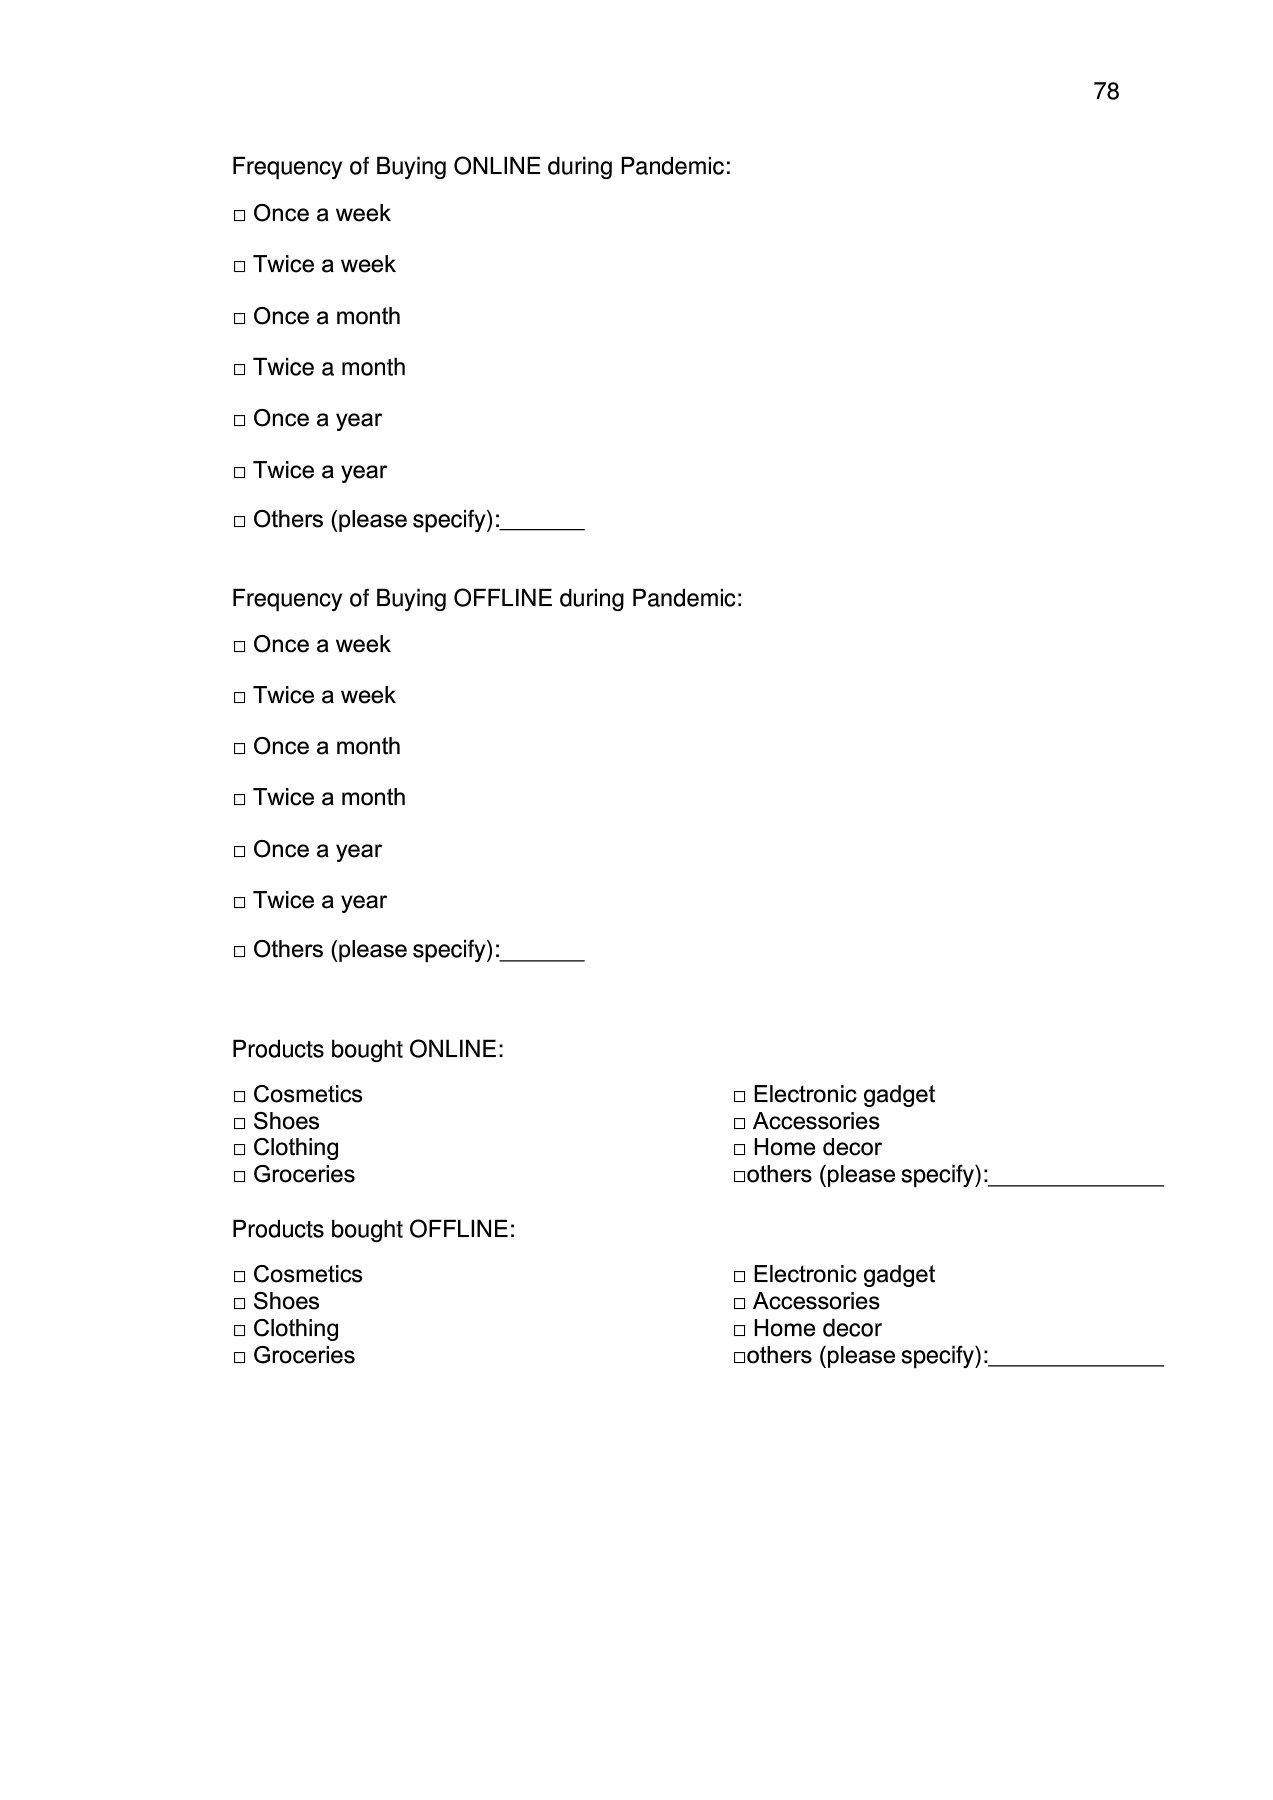 78
Frequency of Buying ONLINE during Pandemic:
□ Once a week
□ Twice a week
□ Once a month
□ Twice a month
□ Once a year
□ Twice a year
□ Others (please specify):_______
Frequency of Buying OFFLINE during Pandemic:
□ Once a week
□ Twice a week
□ Once a month
□ Twice a month
□ Once a year
□ Twice a year
□ Others (please specify):_______
Products bought ONLINE:
□ Cosmetics □ Electronic gadget
□ Shoes □ Accessories
□ Clothing □ Home decor
□ Groceries □others (please specify):______________
Products bought OFFLINE:
□ Cosmetics □ Electronic gadget
□ Shoes □ Accessories
□ Clothing □ Home decor
□ Groceries □others (please specify):______________